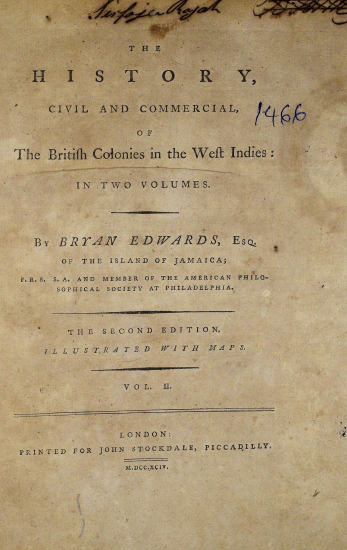 THE
HISTORY,
CIVIL AND COMMERCIAL,
1466
OF
The Britiſh Colonies in the Weſt Indies:
IN TWO VOLUMES.
BY BRYAN EDWARDS, ESQ.
OF THE ISLAND OF JAMAICA;
F.R.S. S.A. AND MEMBER OF THE AMERICAN PHILO-
SOPHICAL SOCIETY AT PHILADELPHIA.
THE SECOND EDITION.
ILLUSTRATED WITH MAPS.
VOL. II.
LONDON:
PRINTED FOR JOHN STOCKDALE, PICCADILLY.
M.DCC.XCIV.